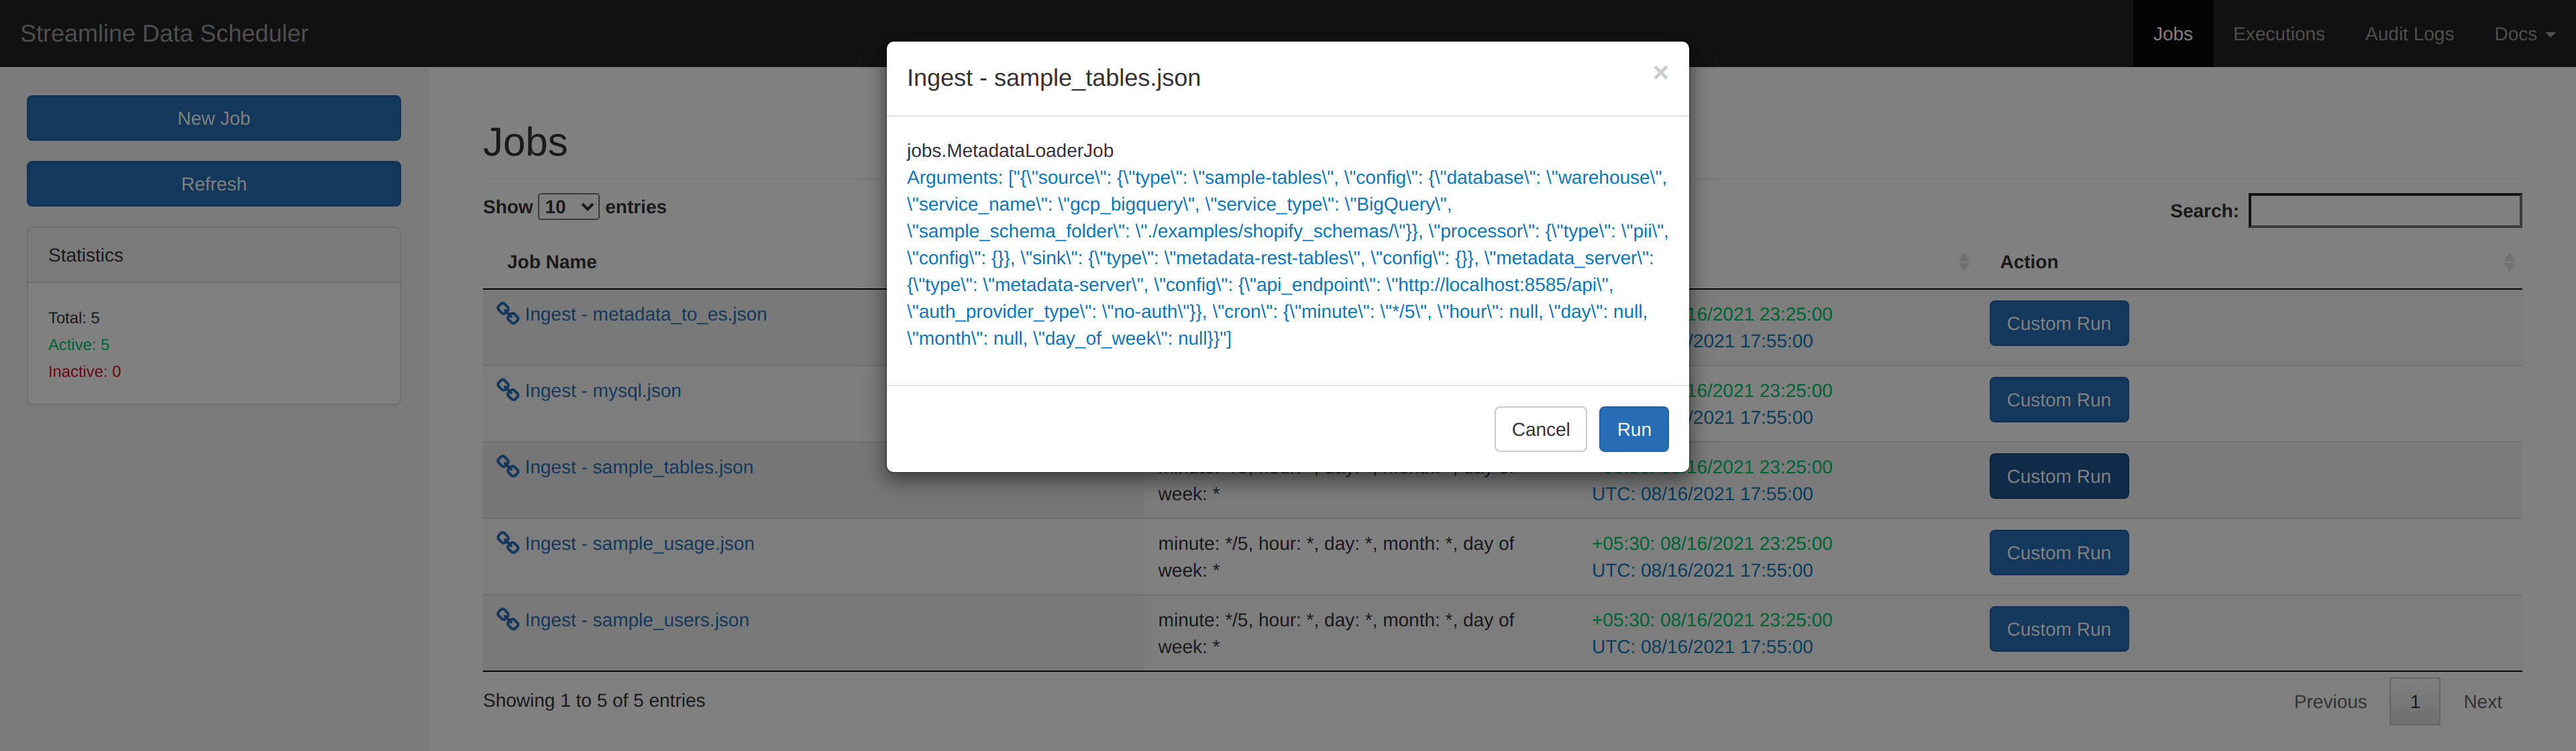 Streamline Data Scheduler
Jobs
Executions
Audit Logs
Docs
New Job
Refresh
Statistics
Total: 5
Active: 5
Inactive: 0
Jobs
Show 10 entries
Search:
Job Name
Action
Ingest - metadata_to_es.json
16/2021 23:25:00
/2021 17:55:00
Custom Run
Ingest - mysql.json
16/2021 23:25:00
/2021 17:55:00
Custom Run
Ingest - sample_tables.json
week: *
16/2021 23:25:00
UTC: 08/16/2021 17:55:00
Custom Run
Ingest - sample_usage.json
minute: */5, hour: *, day: *, month: *, day of
week: *
+05:30: 08/16/2021 23:25:00
UTC: 08/16/2021 17:55:00
Custom Run
Ingest - sample_users.json
minute: */5, hour: *, day: *, month: *, day of
week: *
+05:30: 08/16/2021 23:25:00
UTC: 08/16/2021 17:55:00
Custom Run
Showing 1 to 5 of 5 entries
Previous
1
Next
Ingest - sample_tables.json
×
jobs.MetadataLoaderJob
Arguments: ["{\"source\": {\"type\": \"sample-tables\", \"config\": {\"database\": \"warehouse\",
\"service_name\": \"gcp_bigquery\", \"service_type\": \"BigQuery\",
\"sample_schema_folder\": \"./examples/shopify_schemas/\"}}, \"processor\": {\"type\": \"pii\",
\"config\": {}}, \"sink\": {\"type\": \"metadata-rest-tables\", \"config\": {}}, \"metadata_server\":
{\"type\": \"metadata-server\", \"config\": {\"api_endpoint\": \"http://localhost:8585/api\",
\"auth_provider_type\": \"no-auth\"}}, \"cron\": {\"minute\": \"*/5\", \"hour\": null, \"day\": null,
\"month\": null, \"day_of_week\": null}}"]
Cancel
Run